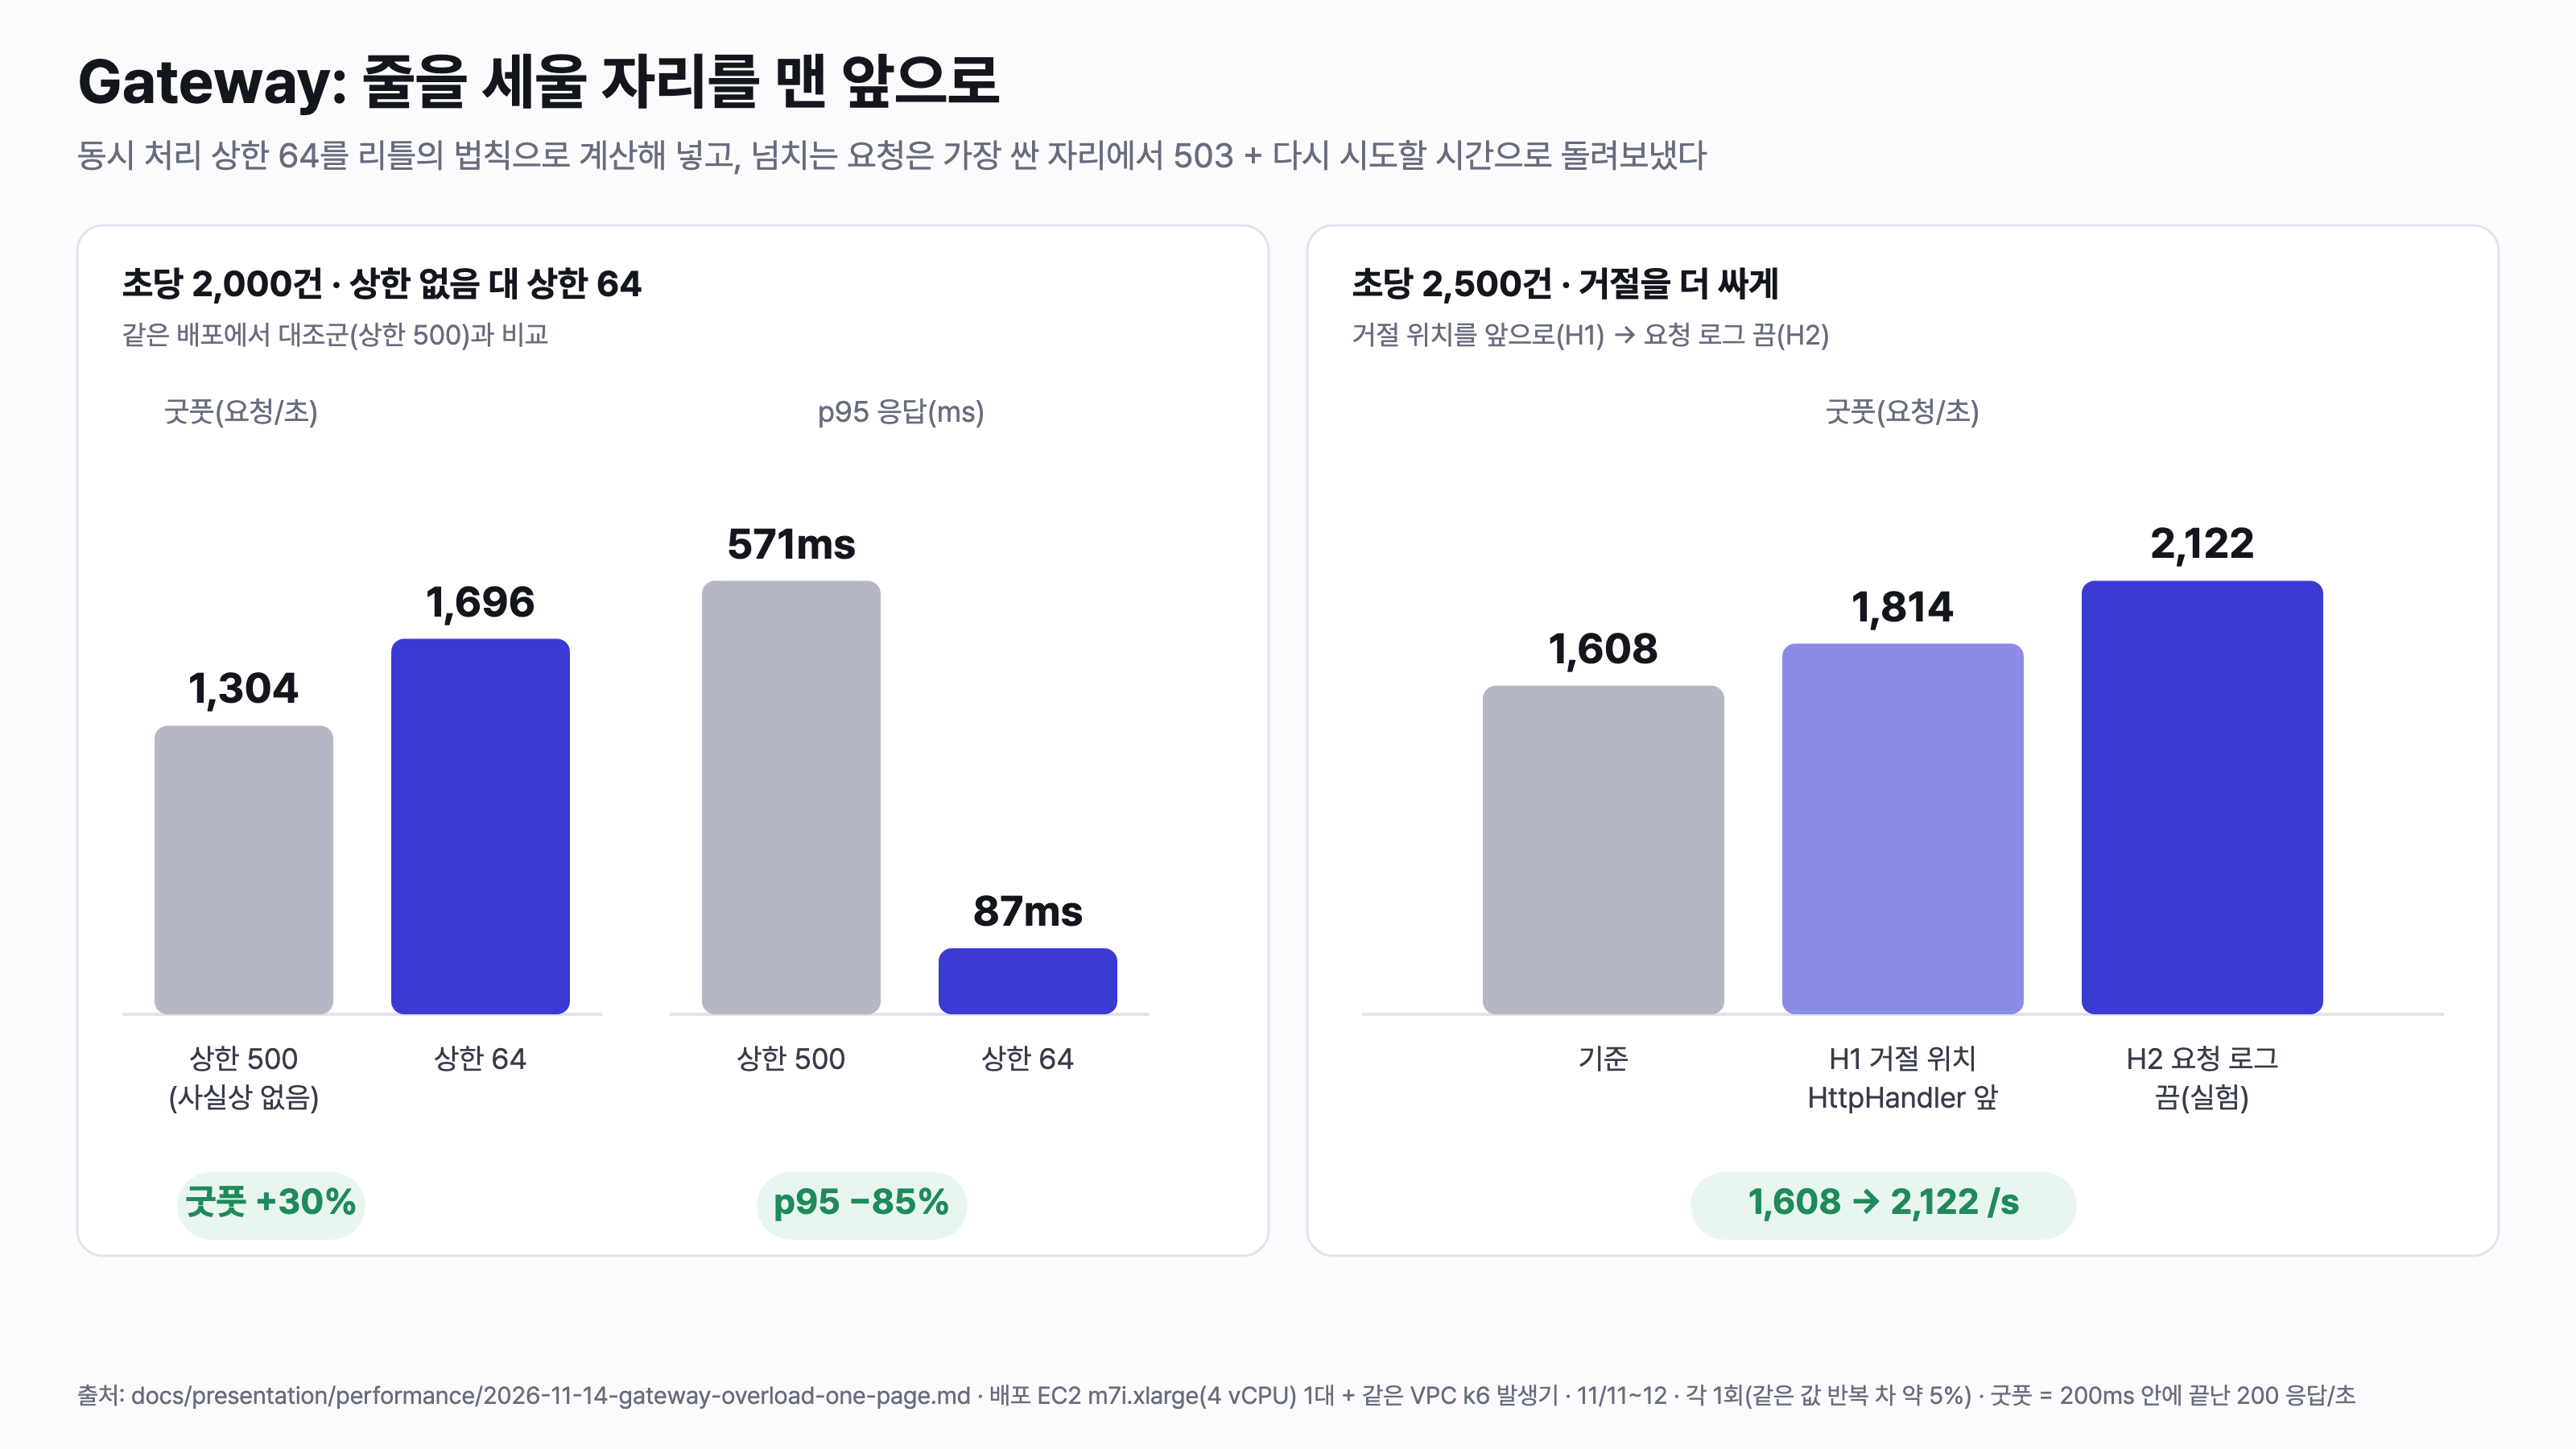 Gateway: 줄을 세울 자리를 맨 앞으로
동시 처리 상한 64를 리틀의 법칙으로 계산해 넣고, 넘치는 요청은 가장 싼 자리에서 503 + 다시 시도할 시간으로 돌려보냈다
초당 2,000건 · 상한 없음 대 상한 64
같은 배포에서 대조군(상한 500)과 비교
굿풋(요청/초)
p95 응답(ms)
1,304
1,696
571ms
87ms
상한 500
(사실상 없음)
상한 64
상한 500
상한 64
굿풋 +30%
p95 −85%
초당 2,500건 · 거절을 더 싸게
거절 위치를 앞으로(H1) → 요청 로그 끔(H2)
굿풋(요청/초)
1,608
1,814
2,122
기준
H1 거절 위치
HttpHandler 앞
H2 요청 로그
끔(실험)
1,608 → 2,122 /s
출처: docs/presentation/performance/2026-11-14-gateway-overload-one-page.md · 배포 EC2 m7i.xlarge(4 vCPU) 1대 + 같은 VPC k6 발생기 · 11/11~12 · 각 1회(같은 값 반복 차 약 5%) · 굿풋 = 200ms 안에 끝난 200 응답/초